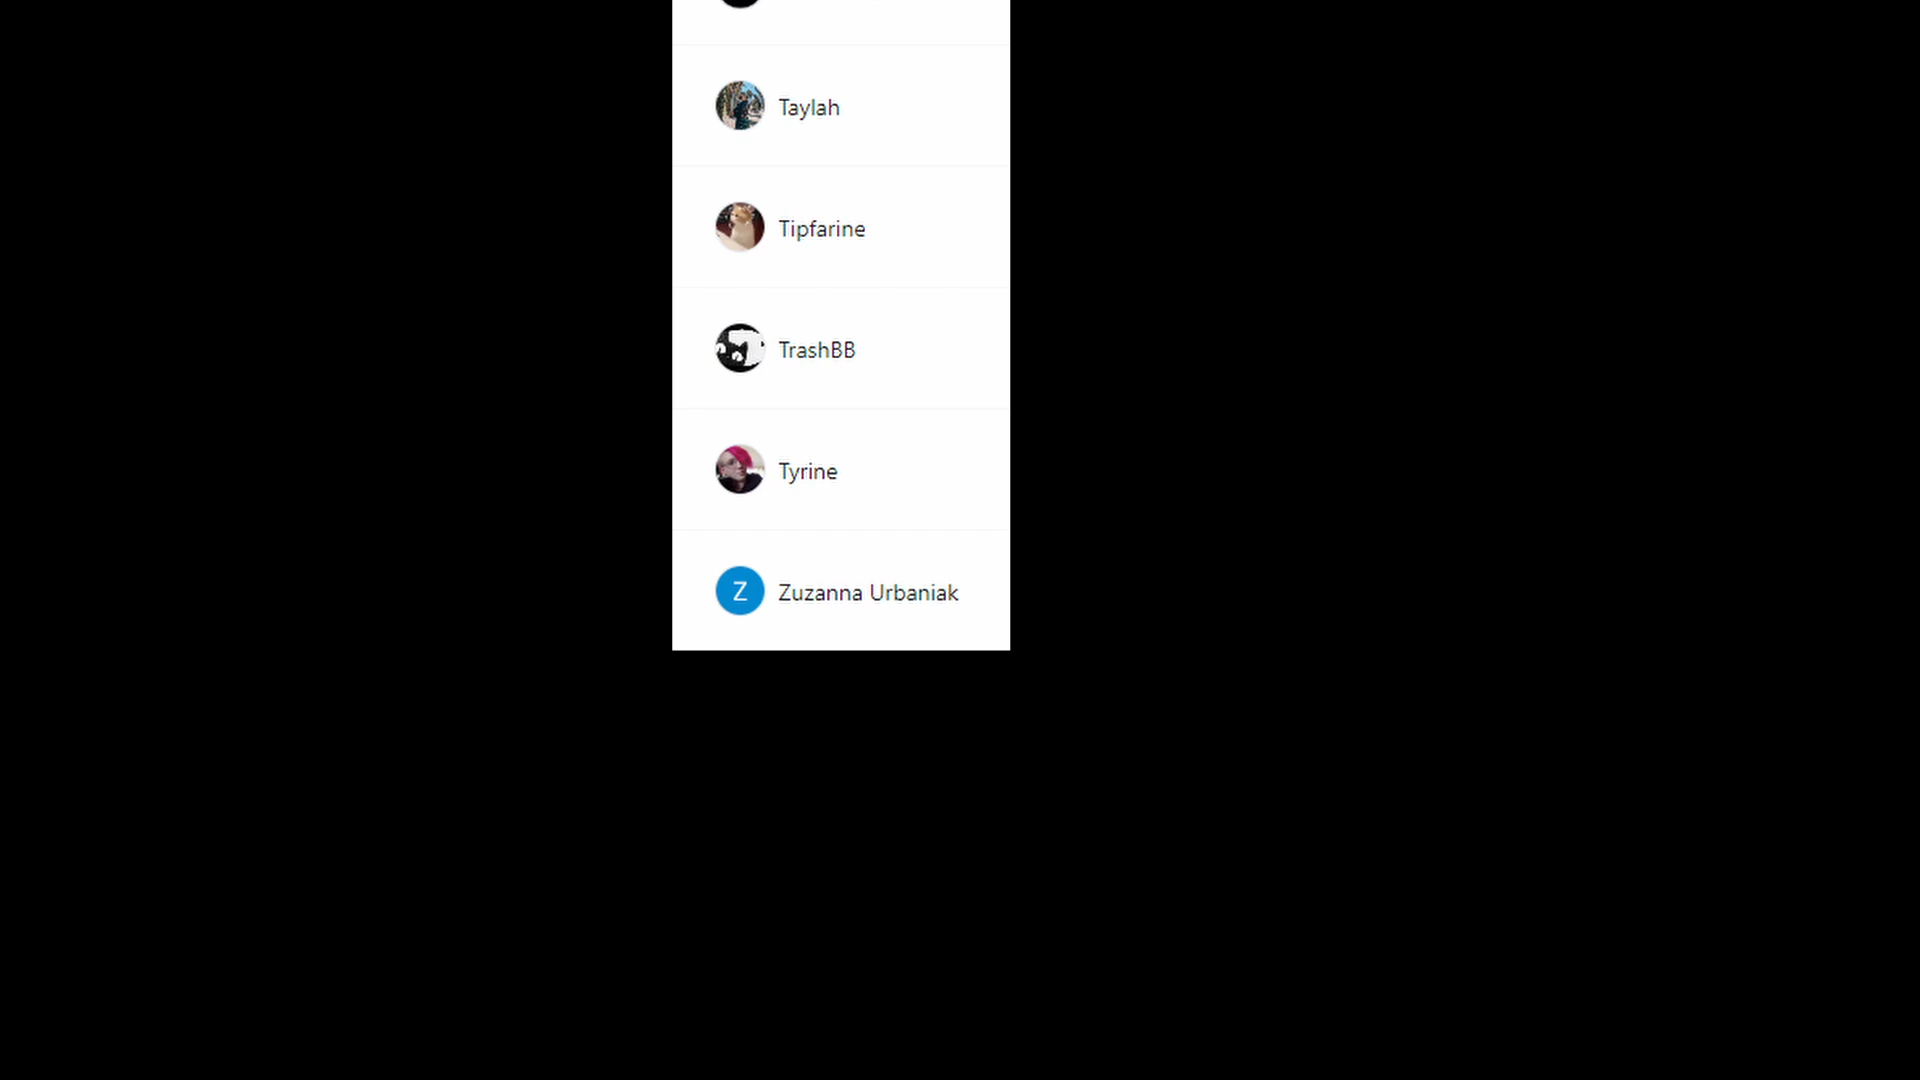 Taylah
Tipfarine
TrashBB
Tyrine
Z Zuzanna Urbaniak